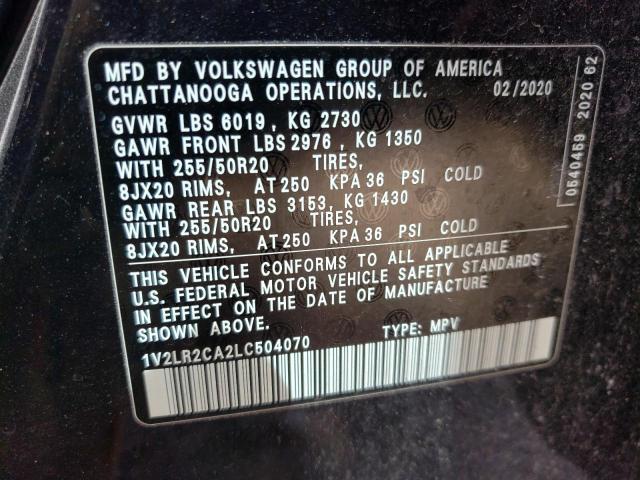 MFD BY VOLKSWAGEN GROUP OF AMERICA
CHATTANOOGA OPERATIONS, LLC. 02/2020
GVWR LBS 6019 , KG 2730
GAWR FRONT LBS 2976 , KG 1350
WITH 255/50R20 TIRES,
8JX20 RIMS, AT 250 KPA 36 PSI COLD
GAWR REAR LBS 3153, KG 1430
WITH 255/50R20 TIRES,
8JX20 RIMS, AT 250 KPA 36 PSI COLD
THIS VEHICLE CONFORMS TO ALL APPLICABLE
U.S. FEDERAL MOTOR VEHICLE SAFETY STANDARDS
IN EFFECT ON THE DATE OF MANUFACTURE
SHOWN ABOVE.
1V2LR2CA2LC504070 TYPE: MPV
0540459 2020 62